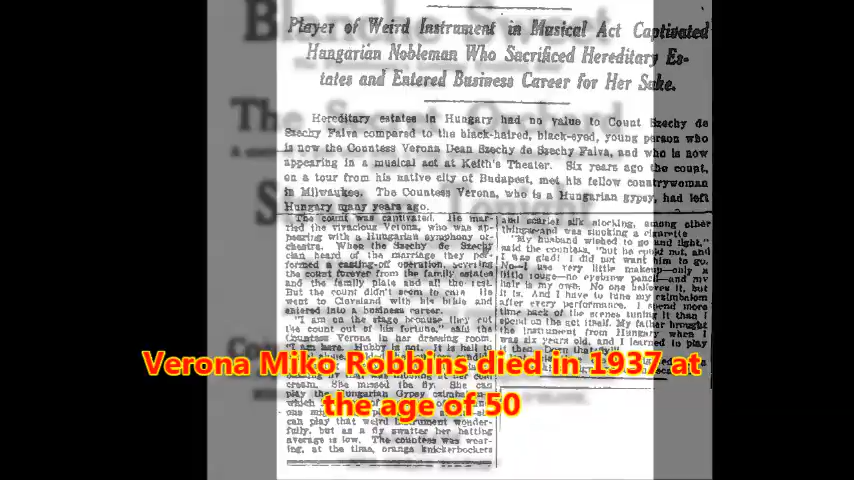 Player of Weird Instrument in Musical Act Captivated
Hungarian Nobleman Who Sacrificed Hereditary Es-
tates and Entered Business Career for Her Sake.
Hereditary estates in Hungary had no value to Count Szechy de
Szechy Falva compared to the black-haired, black-eyed, young person who
is now the Countess Verona Dean Szechy de Szechy Falva, and who is now
appearing in a musical act at Keith's Theater. Six years ago the count,
on a tour from his native city of Budapest, met his fellow countrywoman
in Milwaukee. The Countess Verona, who is a Hungarian gypsy, had left
Hungary many years ago.
The count was captivated. He mar-
ried the vivacious Verona, who was ap-
pearing with a Hungarian symphony or-
chestra. When the Szechy de Szechy
clan heard of the marriage they per-
formed a casting-off operation, severing
the count forever from the family estates
and the family plate and all the rest.
But the count didn't seem to care. He
went to Cleveland with his bride and
entered into a business career.
"I am on the stage because they cut
the count out of his fortune," said the
Countess Verona in her dressing room.
"I am here. Hubby is not. It is hell to
cream. She missed the fly. She can
play the Hungarian Gypsy
can play that weird instrument wonder-
fully, but as a fly swatter her batting
average is low. The countess was wear-
ing, at the time, orange knickerbockers
and scarlet silk stocking, among other
things and was smoking a cigarette
"My husband wished to go and fight,"
said the countess, "but he could not, and
I was glad! I did not want him to go.
No—I use very little makeup—only a
little rouge—no eyebrow pencil—and my
hair is my own. No one believes it, but
it is. And I have to tune my
after every performance. I spend more
time back of the scenes tuning it than I
spend on the act itself. My father brought
the instrument from Hungary when I
was six years old, and I learned to play
it then.
Verona Miko Robbins died in 1937 at
the age of 50